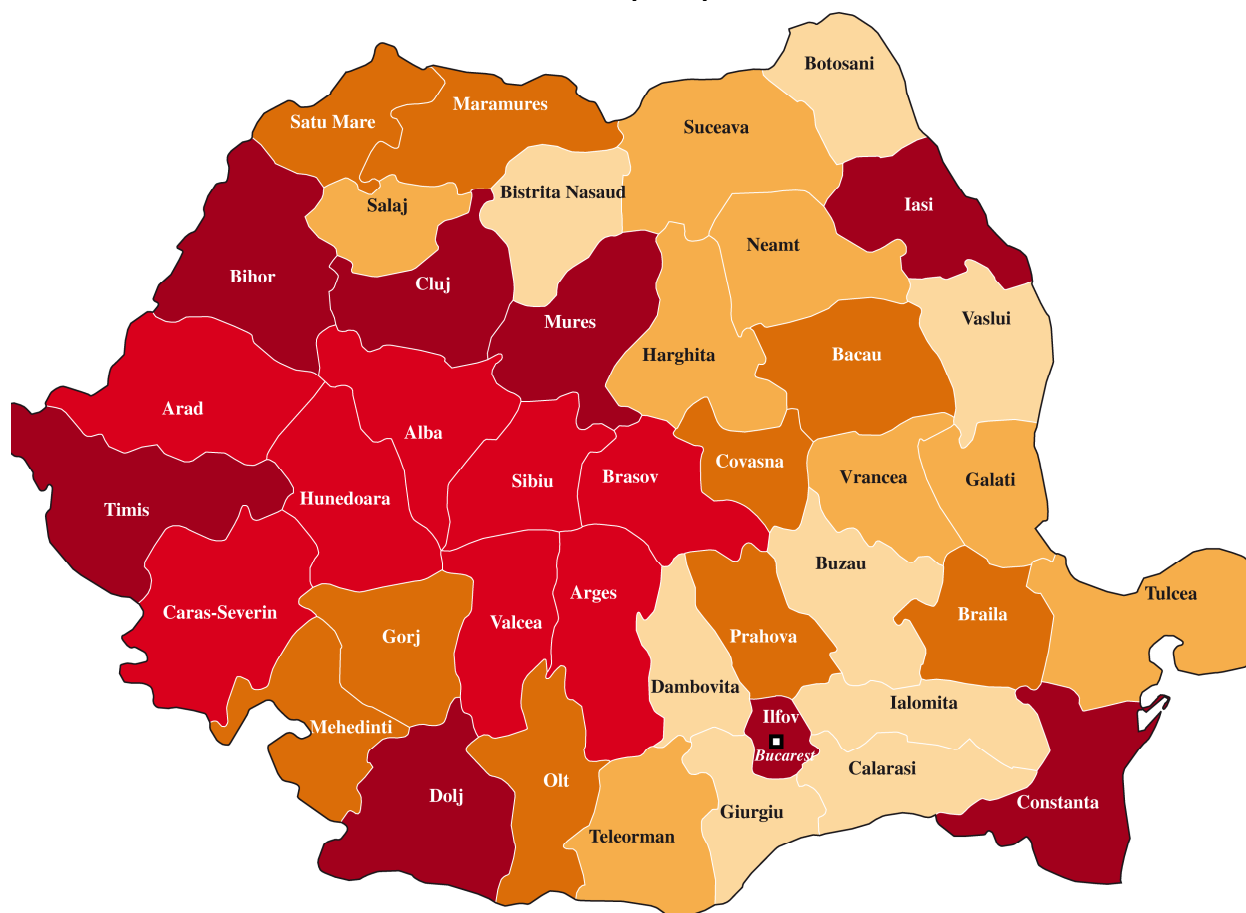 Botosani
Maramures
Satu Mare
Suceava
Bistrita Nasaud
Iasi
Salaj
Neamt
Bihor
Cluj
Mures
Vaslui
Harghita
Bacau
Arad
Alba
Covasna
Sibiu
Brasov
Vrancea
Galati
Hunedoara
Timis
Buzau
Arges
Tulcea
Caras-Severin
Valcea
Gorj
Prahova
Braila
Dambovita
Ialomita
Ilfov
Mehedinti
Bucarest
Calarasi
Olt
Dolj
Constanta
Giurgiu
Teleorman